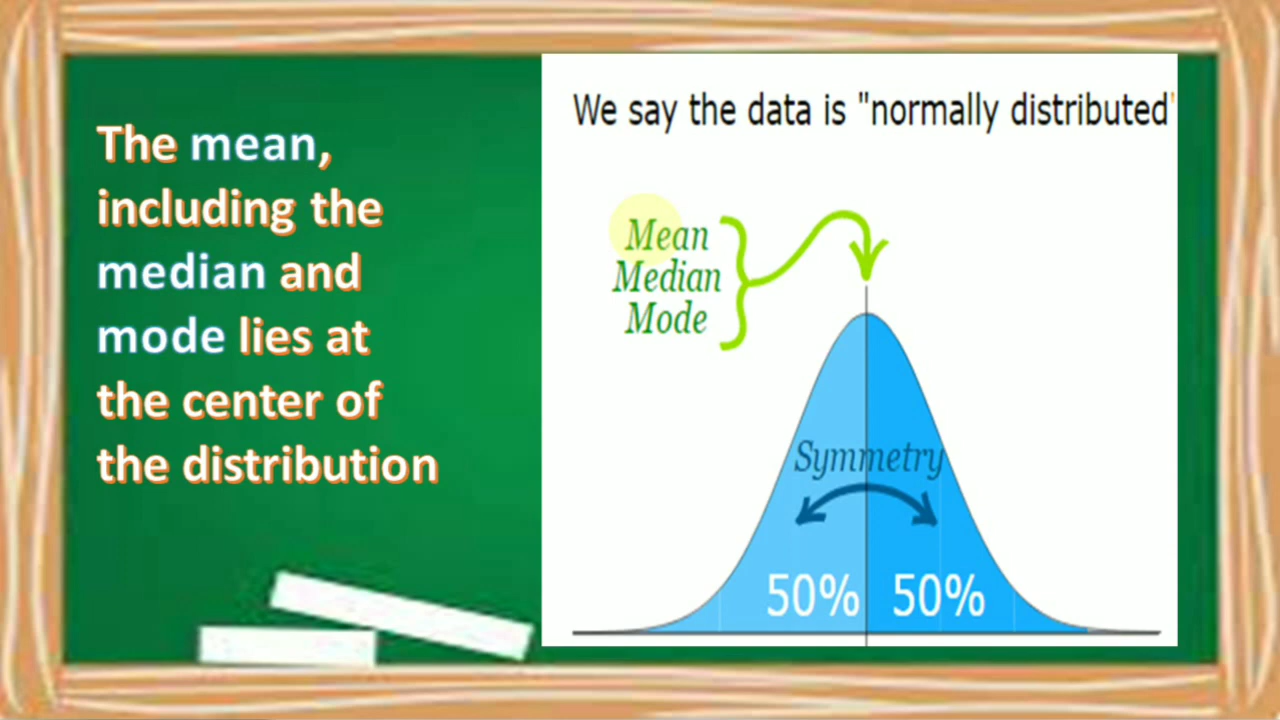 The mean,
including the
median and
mode lies at
the center of
the distribution
We say the data is "normally distributed"
Mean
Median
Mode
Symmetry
50% 50%